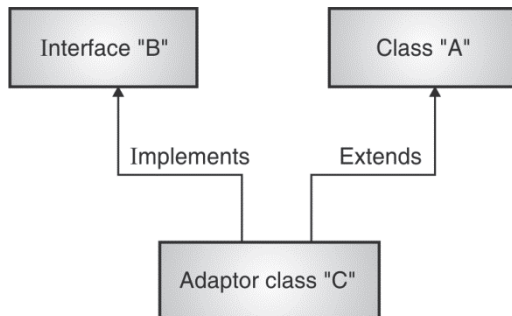 Interface "B"
Class "A"
Implements
Extends
Adaptor class "C"